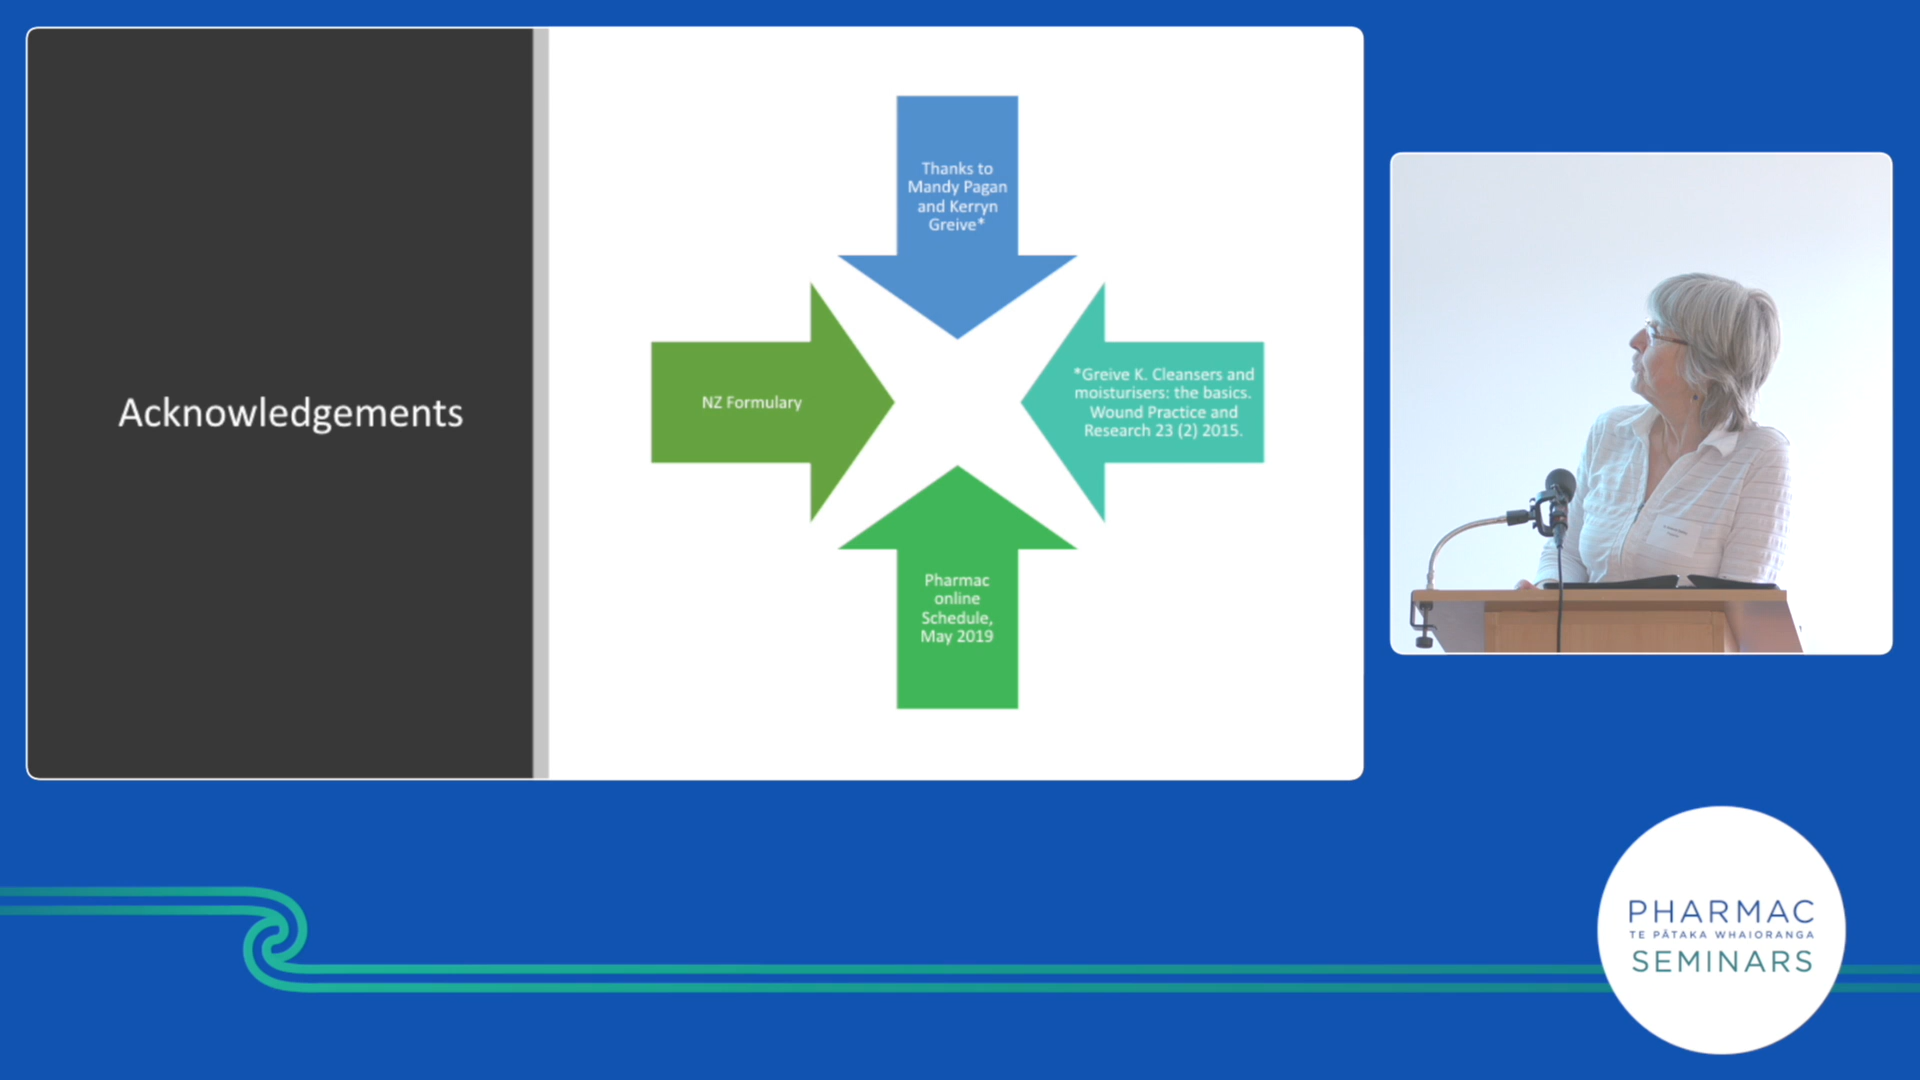 Acknowledgements
Thanks to
Mandy Pagan
and Kerryn
Greive*
NZ Formulary
*Greive K. Cleansers and
moisturisers: the basics.
Wound Practice and
Research 23 (2) 2015.
Pharmac
online
Schedule,
May 2019
PHARMAC
TE PĀTAKA WHAIORANGA
SEMINARS